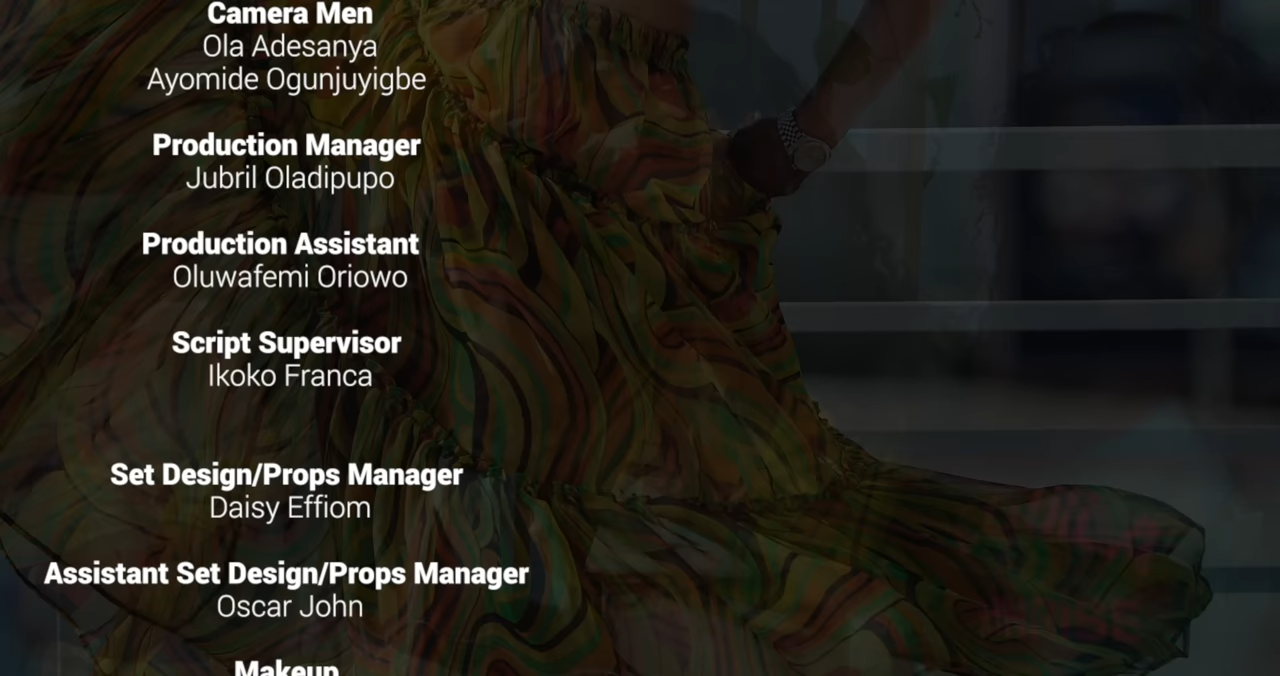 Camera Men
Ola Adesanya
Ayomide Ogunjuyigbe
Production Manager
Jubril Oladipupo
Production Assistant
Oluwafemi Oriowo
Script Supervisor
Ikoko Franca
Set Design/Props Manager
Daisy Effiom
Assistant Set Design/Props Manager
Oscar John
Makeup